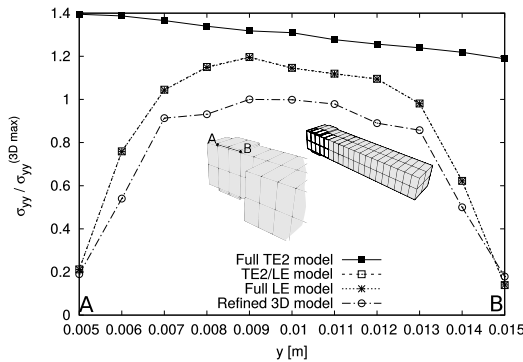 1.4
1.2
1
0.8
0.6
0.4
0.2
0
σyy / σyy(3D max)
A
B
Full TE2 model
TE2/LE model
Full LE model
Refined 3D model
A
B
0.005 0.006 0.007 0.008 0.009 0.01 0.011 0.012 0.013 0.014 0.015
y [m]